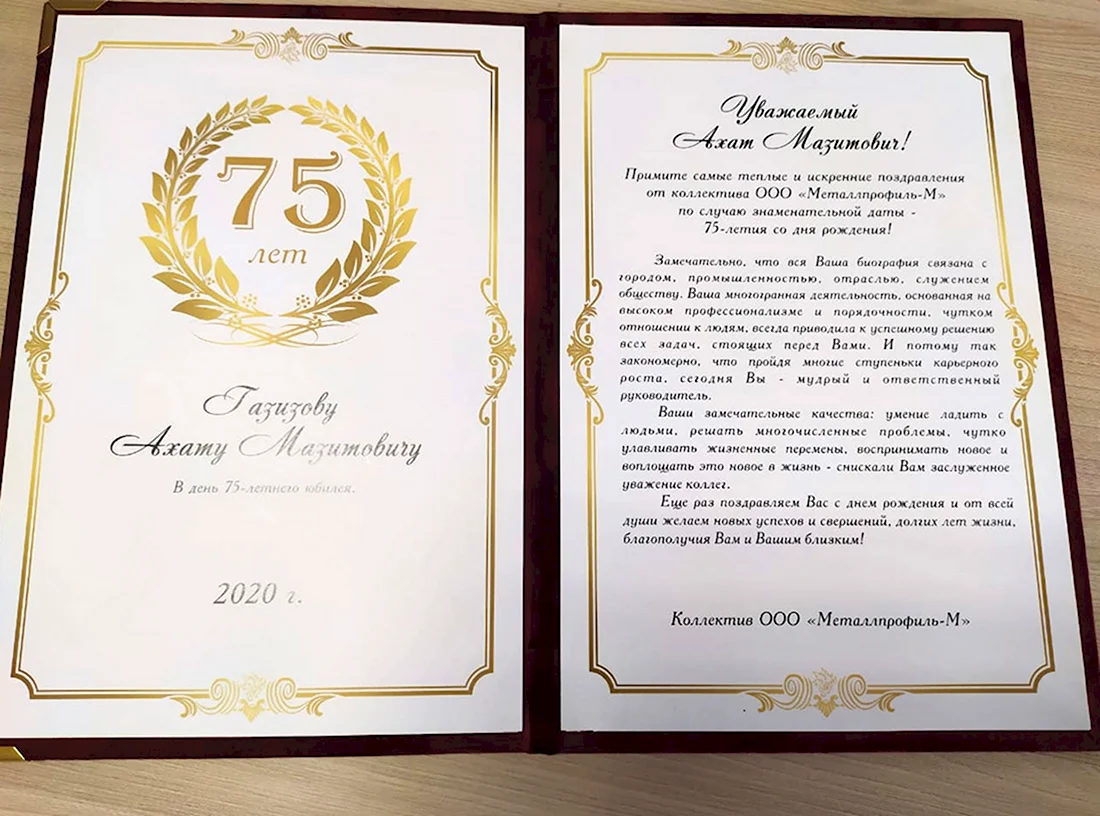 75
лет
Газизову
Ахату Мазитовичу
В день 75-летнего юбилея.
2020 г.
Уважаемый
Ахат Мазитович!
Примите самые теплые и искренние поздравления
от коллектива ООО «Металлпрофиль-М»
по случаю знаменательной даты -
75-летия со дня рождения!
Замечательно, что вся Ваша биография связана с
городом, промышленностью, отраслью, служением
обществу. Ваша многогранная деятельность, основанная на
высоком профессионализме и порядочности, чутком
отношении к людям, всегда приводила к успешному решению
всех задач, стоящих перед Вами. И потому так
закономерно, что пройдя многие ступеньки карьерного
роста, сегодня Вы - мудрый и ответственный
руководитель.
Ваши замечательные качества: умение ладить с
людьми, решать многочисленные проблемы, чутко
улавливать жизненные перемены, воспринимать новое и
воплощать это новое в жизнь - снискали Вам заслуженное
уважение коллег.
Еще раз поздравляем Вас с днем рождения и от всей
души желаем новых успехов и свершений, долгих лет жизни,
благополучия Вам и Вашим близким!
Коллектив ООО «Металлпрофиль-М»